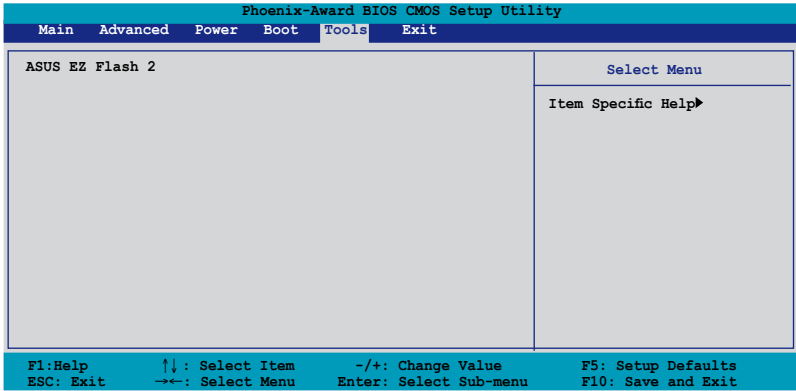 Phoenix-Award BIOS CMOS Setup Utility
Main Advanced Power Boot Tools Exit
ASUS EZ Flash 2
Select Menu
Item Specific Help▶
F1:Help ↑↓: Select Item -/+: Change Value F5: Setup Defaults
ESC: Exit →←: Select Menu Enter: Select Sub-menu F10: Save and Exit